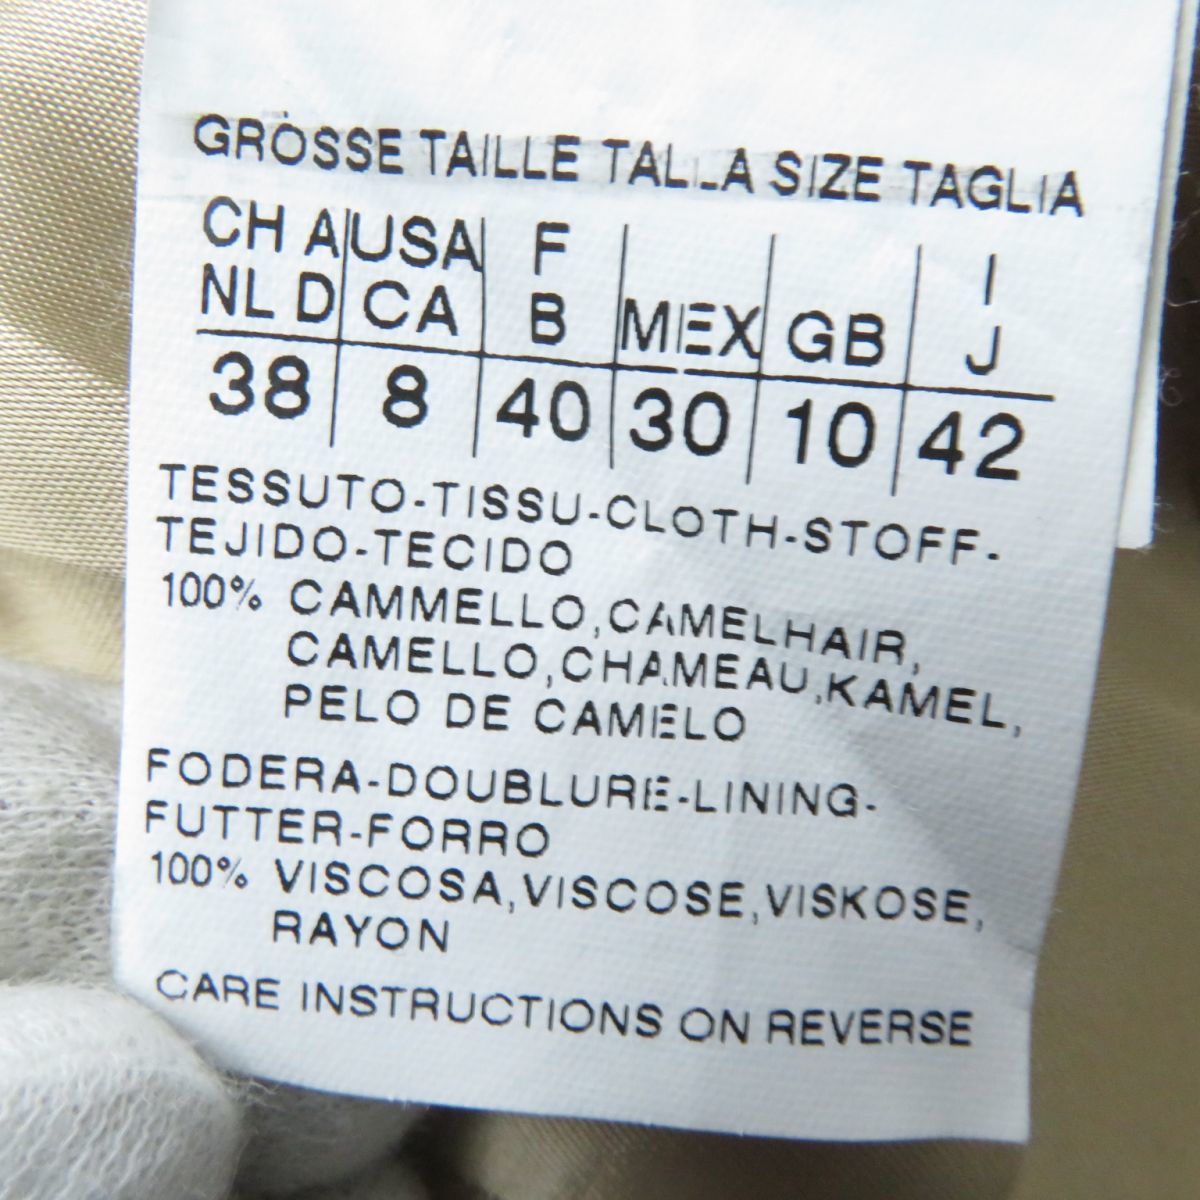 GRÖSSE TAILLE TALLA SIZE TAGLIA
CH A USA F I
NL D CA B MEX GB J
38 8 40 30 10 42
TESSUTO-TISSU-CLOTH-STOFF-
TEJIDO-TECIDO
100% CAMMELLO,CAMELHAIR,
CAMELLO,CHAMEAU,KAMEL,
PELO DE CAMELO
FODERA-DOUBLURE-LINING-
FUTTER-FORRO
100% VISCOSA,VISCOSE,VISKOSE,
RAYON
CARE INSTRUCTIONS ON REVERSE